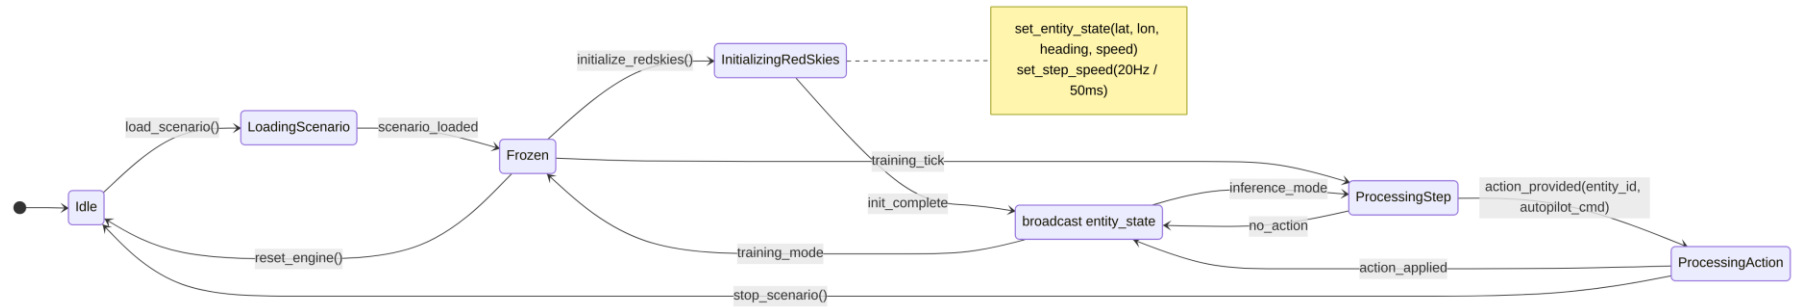 set_entity_state(lat, lon,
heading, speed)
set_step_speed(20Hz /
50ms)
initialize_redskies()
InitializingRedSkies
load_scenario()
LoadingScenario
scenario_loaded
Frozen
training_tick
Idle
init_complete
broadcast entity_state
inference_mode
no_action
ProcessingStep
action_provided(entity_id,
autopilot_cmd)
reset_engine()
training_mode
action_applied
ProcessingAction
stop_scenario()